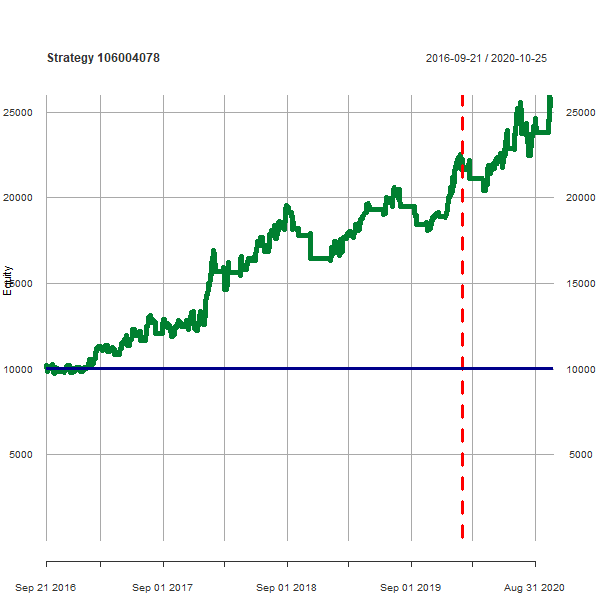 Strategy 106004078
2016-09-21 / 2020-10-25
25000 25000
20000 20000
15000 15000
Equity
10000 10000
5000 5000
Sep 21 2016 Sep 01 2017 Sep 01 2018 Sep 01 2019 Aug 31 2020